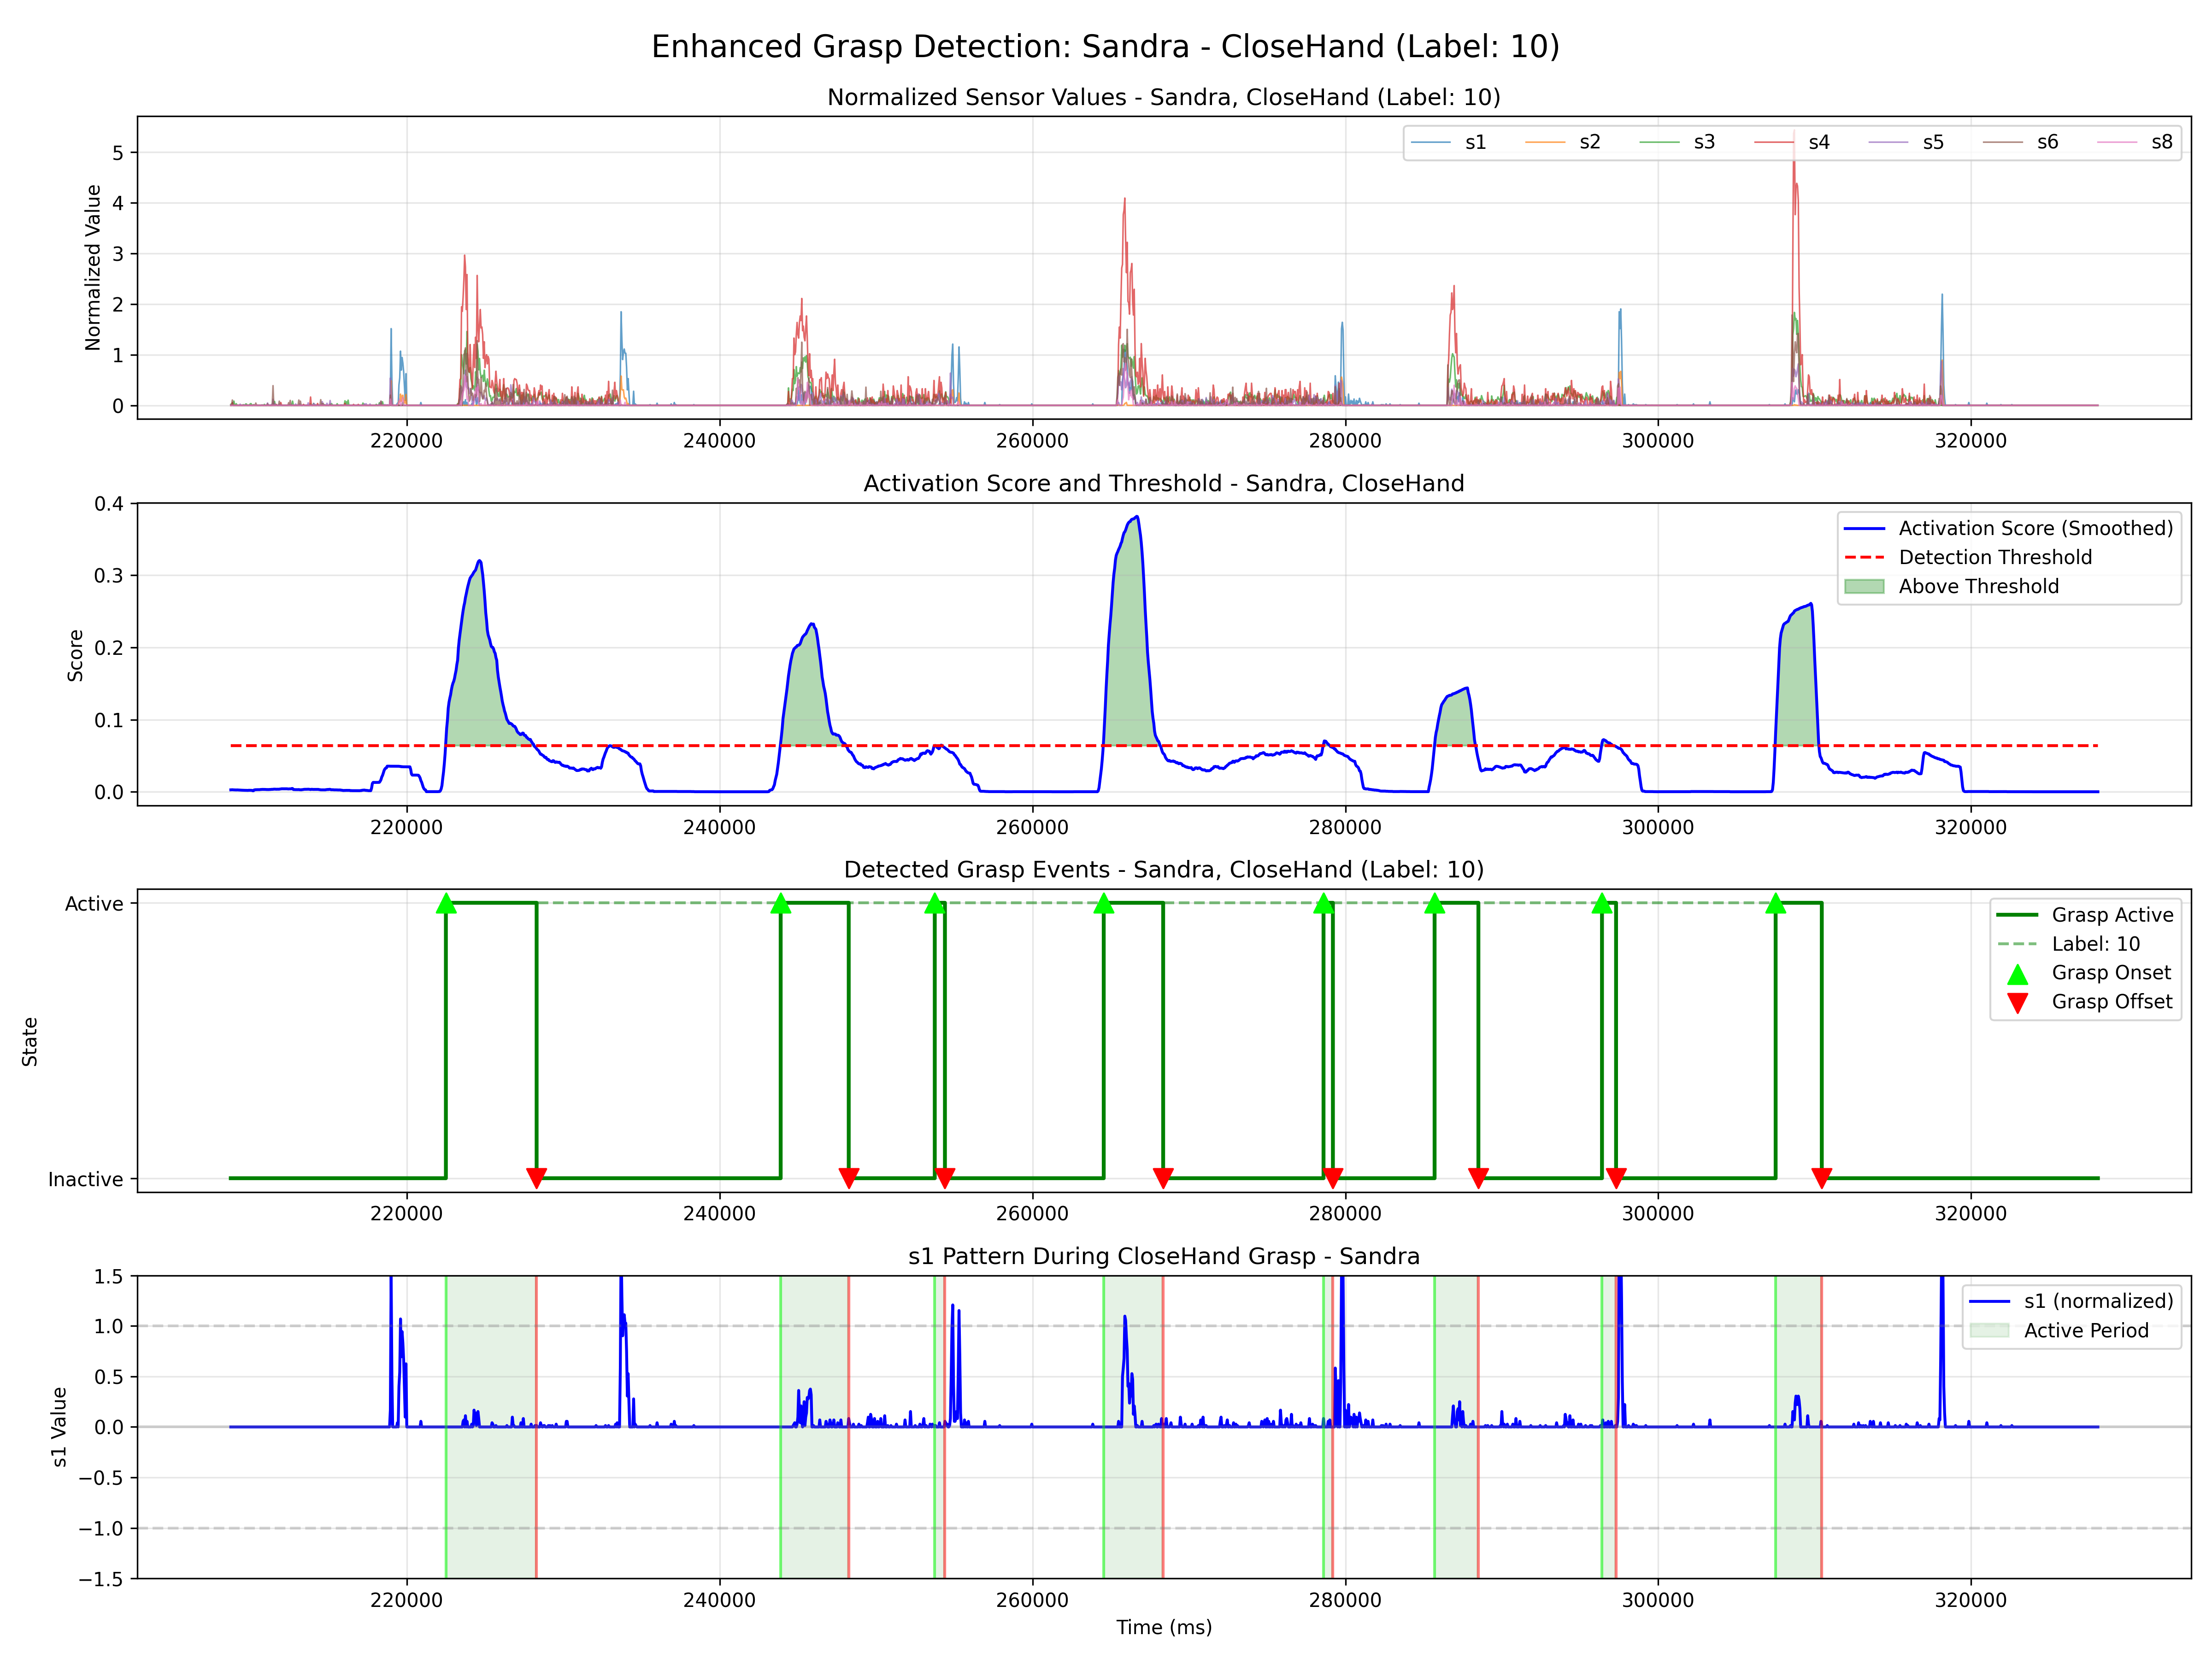 Enhanced Grasp Detection: Sandra - CloseHand (Label: 10)
Normalized Sensor Values - Sandra, CloseHand (Label: 10)
Normalized Value
5
4
3
2
1
0
s1 s2 s3 s4 s5 s6 s8
220000 240000 260000 280000 300000 320000
Activation Score and Threshold - Sandra, CloseHand
Score
0.4
0.3
0.2
0.1
0.0
Activation Score (Smoothed)
Detection Threshold
Above Threshold
220000 240000 260000 280000 300000 320000
Detected Grasp Events - Sandra, CloseHand (Label: 10)
State
Active
Inactive
Grasp Active
Label: 10
Grasp Onset
Grasp Offset
220000 240000 260000 280000 300000 320000
s1 Pattern During CloseHand Grasp - Sandra
s1 Value
1.5
1.0
0.5
0.0
−0.5
−1.0
−1.5
s1 (normalized)
Active Period
220000 240000 260000 280000 300000 320000
Time (ms)